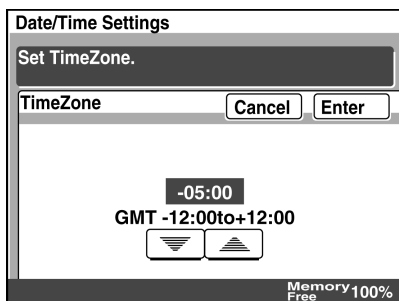 Date/Time Settings
Set TimeZone.
TimeZone
Cancel
Enter
-05:00
GMT -12:00to+12:00
Memory Free 100%